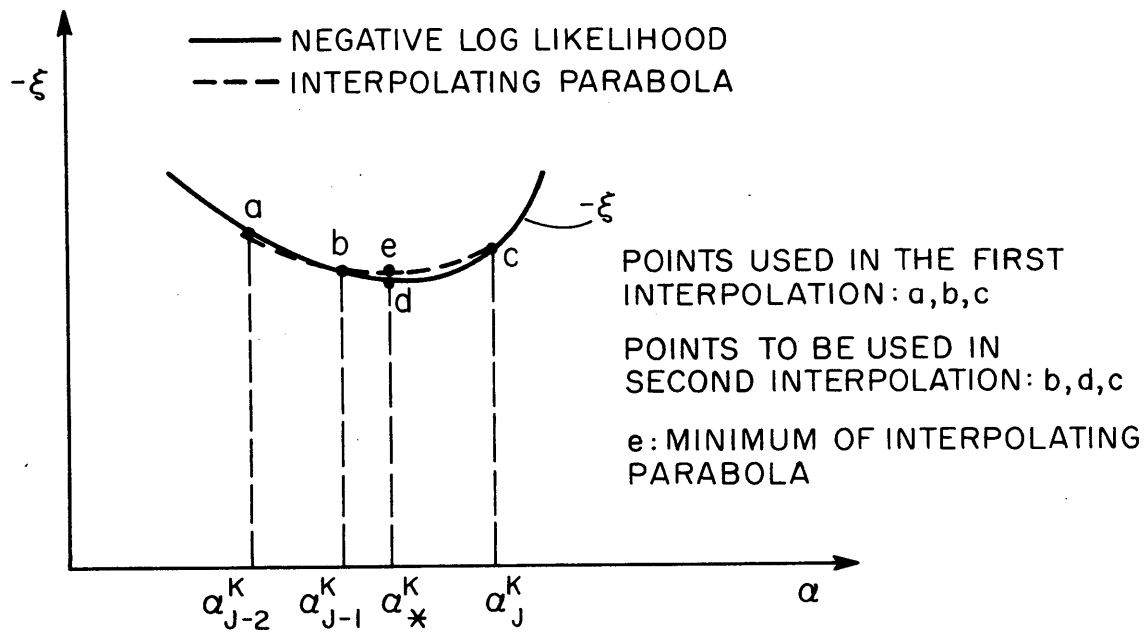 NEGATIVE LOG LIKELIHOOD
INTERPOLATING PARABOLA
-ξ
a
b
e
c
d
-ξ
POINTS USED IN THE FIRST
INTERPOLATION: a,b,c
POINTS TO BE USED IN
SECOND INTERPOLATION: b,d,c
e: MINIMUM OF INTERPOLATING
PARABOLA
α^K_{J-2} α^K_{J-1} α^K_* α^K_J α